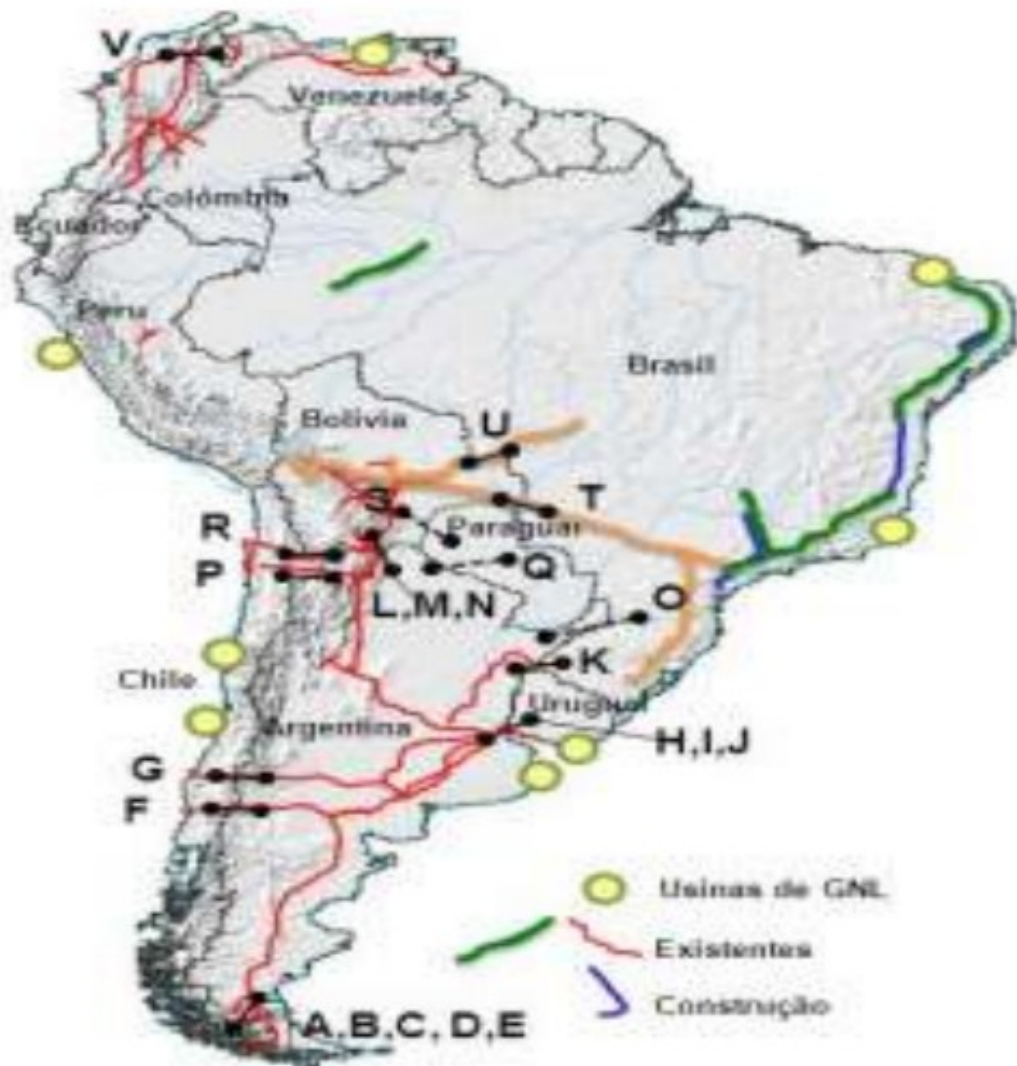 V
Venezuela
Colômbia
Ecuador
Peru
Brasil
Bolivia
U
S
T
R
Paraguai
P
Q
L,M,N
O
K
Chile
Uruguai
Argentina
H,I,J
G
F
Usinas de GNL
Existentes
Construção
A,B,C, D,E